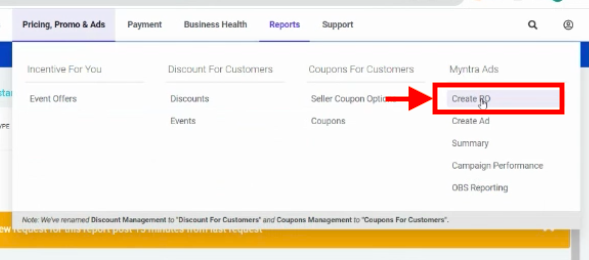 Pricing, Promo & Ads Payment Business Health Reports Support
Incentive For You Discount For Customers Coupons For Customers Myntra Ads
Event Offers Discounts Seller Coupon Option Create RO
Events Coupons Create Ad
Summary
Campaign Performance
OBS Reporting
Note: We've renamed Discount Management to "Discount For Customers" and Coupons Management to "Coupons For Customers".
request for this report post 15 minutes from last request